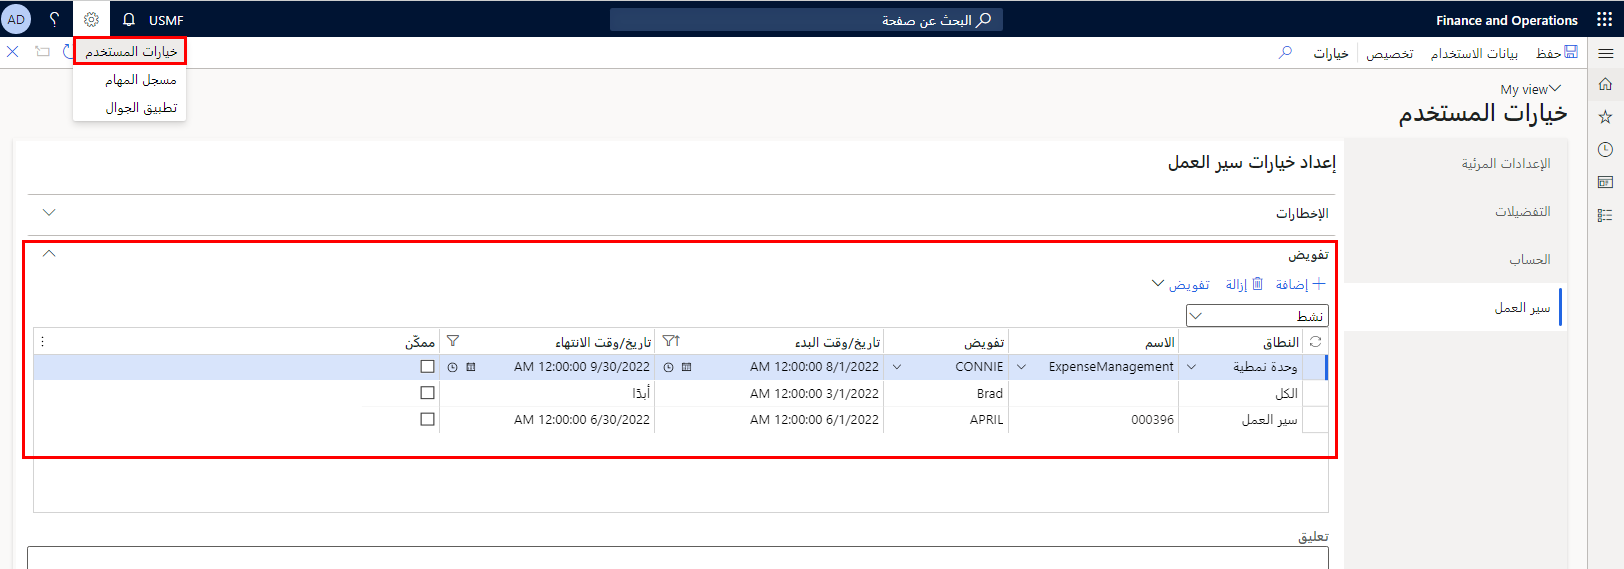 Finance and Operations
البحث عن صفحة
USMF
؟
AD
حفظ
بيانات الاستخدام
تخصيص
خيارات
خيارات المستخدم
مسجل المهام
تطبيق الجوال
My view
خيارات المستخدم
الإعدادات المرئية
التفضيلات
الحساب
سير العمل
إعداد خيارات سير العمل
الإخطارات
تفويض
إضافة إزالة تفويض
نشط
النطاق الاسم تفويض تاريخ/وقت البدء تاريخ/وقت الانتهاء ممكّن
وحدة نمطية ExpenseManagement CONNIE 8/1/2022 12:00:00 AM 9/30/2022 12:00:00 AM
الكل Brad 3/1/2022 12:00:00 AM أبدًا
سير العمل 000396 APRIL 6/1/2022 12:00:00 AM 6/30/2022 12:00:00 AM
تعليق